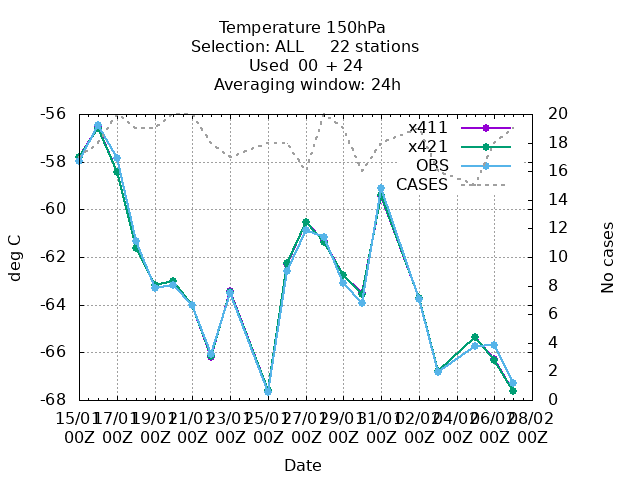 Temperature 150hPa
Selection: ALL 22 stations
Used 00 + 24
Averaging window: 24h
-56
-58
-60
-62
-64
-66
-68
deg C
20
18
16
14
12
10
8
6
4
2
0
No cases
x411
x421
OBS
CASES
15/01 17/01 19/01 21/01 23/01 25/01 27/01 29/01 31/01 02/02 04/02 06/02 08/02
00Z 00Z 00Z 00Z 00Z 00Z 00Z 00Z 00Z 00Z 00Z 00Z 00Z
Date